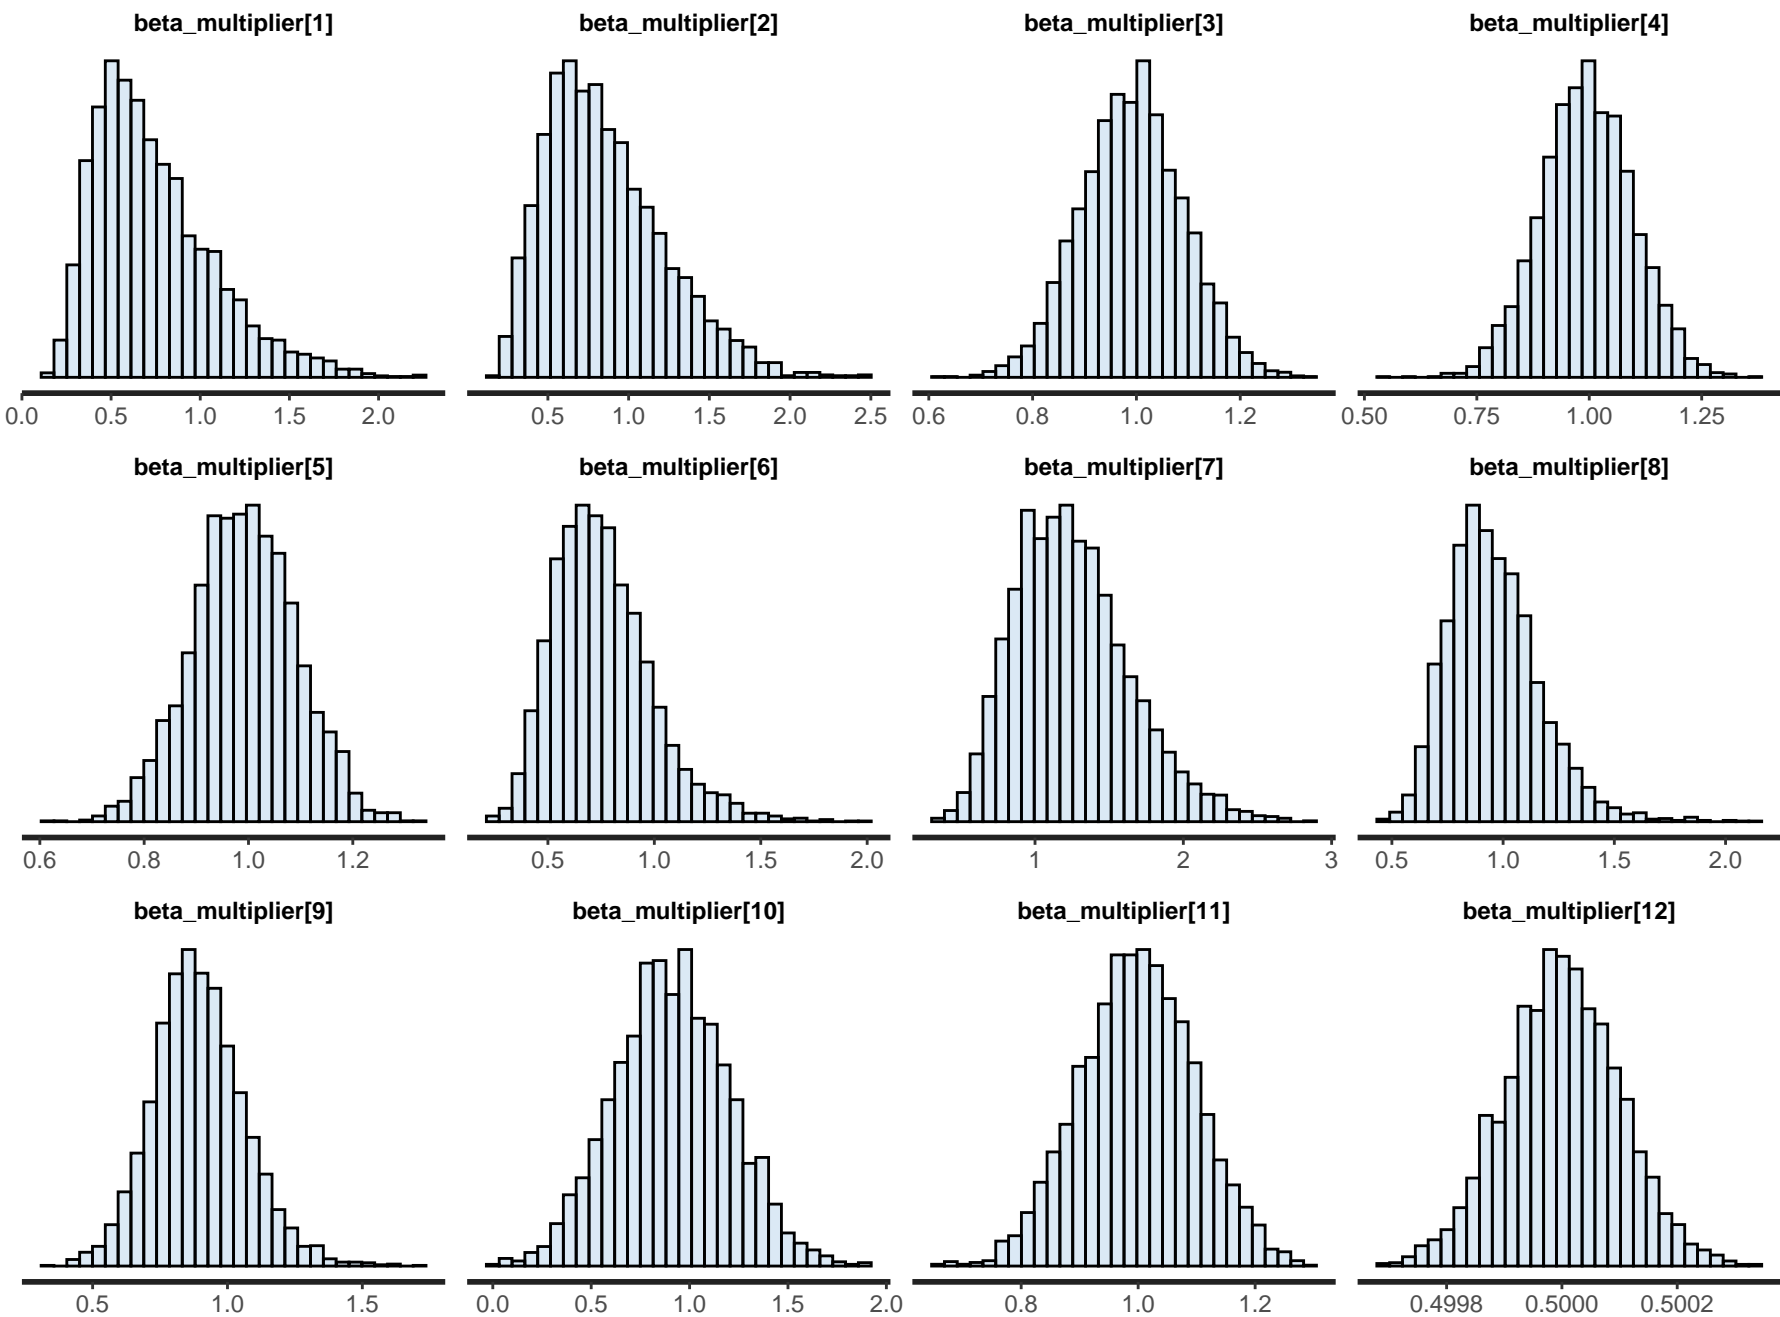 beta_multiplier[1] beta_multiplier[2] beta_multiplier[3] beta_multiplier[4]
0.0 0.5 1.0 1.5 2.0 0.5 1.0 1.5 2.0 2.5 0.6 0.8 1.0 1.2 0.50 0.75 1.00 1.25
beta_multiplier[5] beta_multiplier[6] beta_multiplier[7] beta_multiplier[8]
0.6 0.8 1.0 1.2 0.5 1.0 1.5 2.0 1 2 3 0.5 1.0 1.5 2.0
beta_multiplier[9] beta_multiplier[10] beta_multiplier[11] beta_multiplier[12]
0.5 1.0 1.5 0.0 0.5 1.0 1.5 2.0 0.8 1.0 1.2 0.4998 0.5000 0.5002